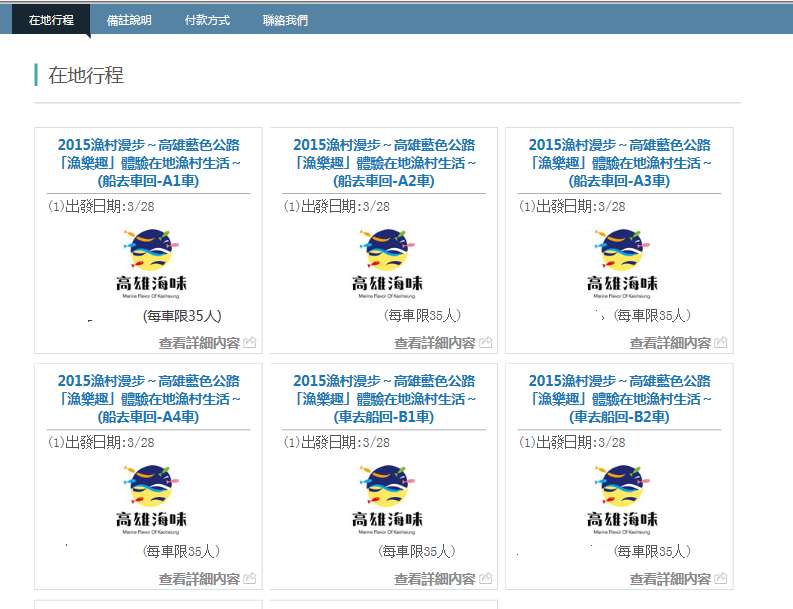 在地行程
備註說明
付款方式
聯絡我們
在地行程
2015漁村漫步～高雄藍色公路
「漁樂趣」體驗在地漁村生活～
(船去車回-A1車)
(1)出發日期:3/28
高雄海味
Marine Flavor Of Kaohsiung
(每車限35人)
查看詳細內容
2015漁村漫步～高雄藍色公路
「漁樂趣」體驗在地漁村生活～
(船去車回-A2車)
(1)出發日期:3/28
高雄海味
Marine Flavor Of Kaohsiung
(每車限35人)
查看詳細內容
2015漁村漫步～高雄藍色公路
「漁樂趣」體驗在地漁村生活～
(船去車回-A3車)
(1)出發日期:3/28
高雄海味
Marine Flavor Of Kaohsiung
(每車限35人)
查看詳細內容
2015漁村漫步～高雄藍色公路
「漁樂趣」體驗在地漁村生活～
(船去車回-A4車)
(1)出發日期:3/28
高雄海味
Marine Flavor Of Kaohsiung
(每車限35人)
查看詳細內容
2015漁村漫步～高雄藍色公路
「漁樂趣」體驗在地漁村生活～
(車去船回-B1車)
(1)出發日期:3/28
高雄海味
Marine Flavor Of Kaohsiung
(每車限35人)
查看詳細內容
2015漁村漫步～高雄藍色公路
「漁樂趣」體驗在地漁村生活～
(車去船回-B2車)
(1)出發日期:3/28
高雄海味
Marine Flavor Of Kaohsiung
(每車限35人)
查看詳細內容